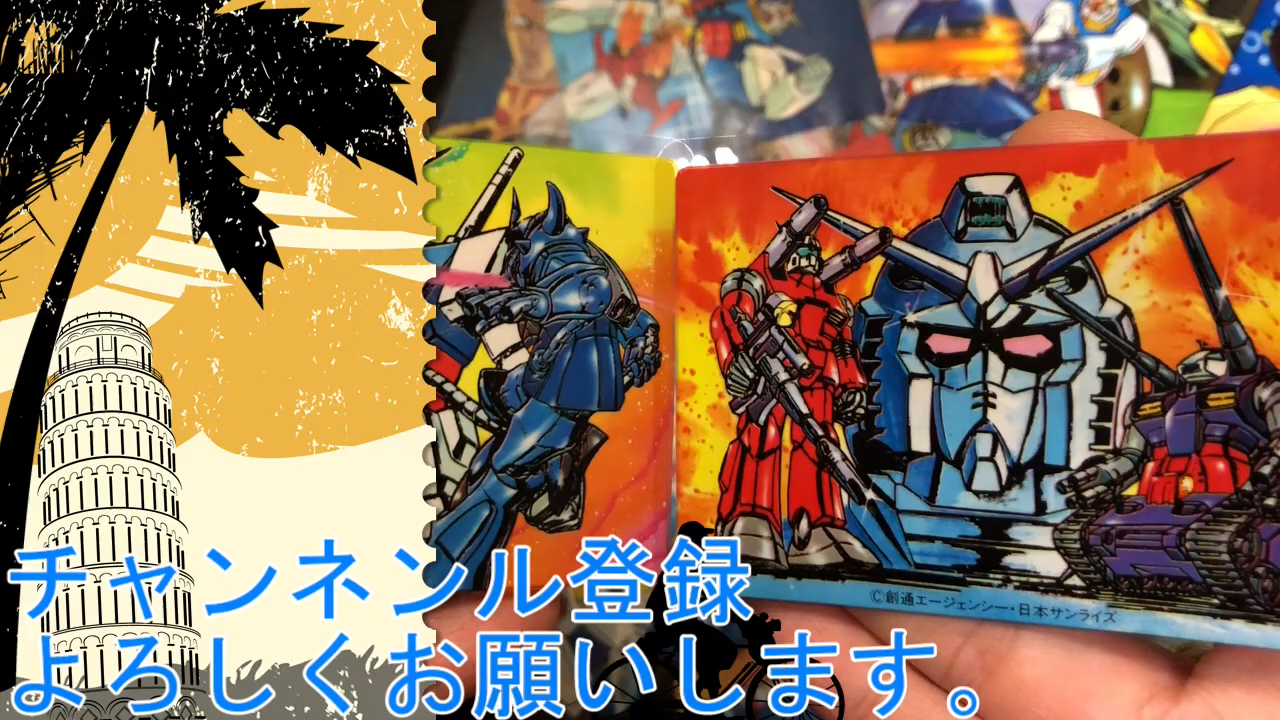 ©創通エージェンシー・日本サンライズ
チャンネンル登録
よろしくお願いします。